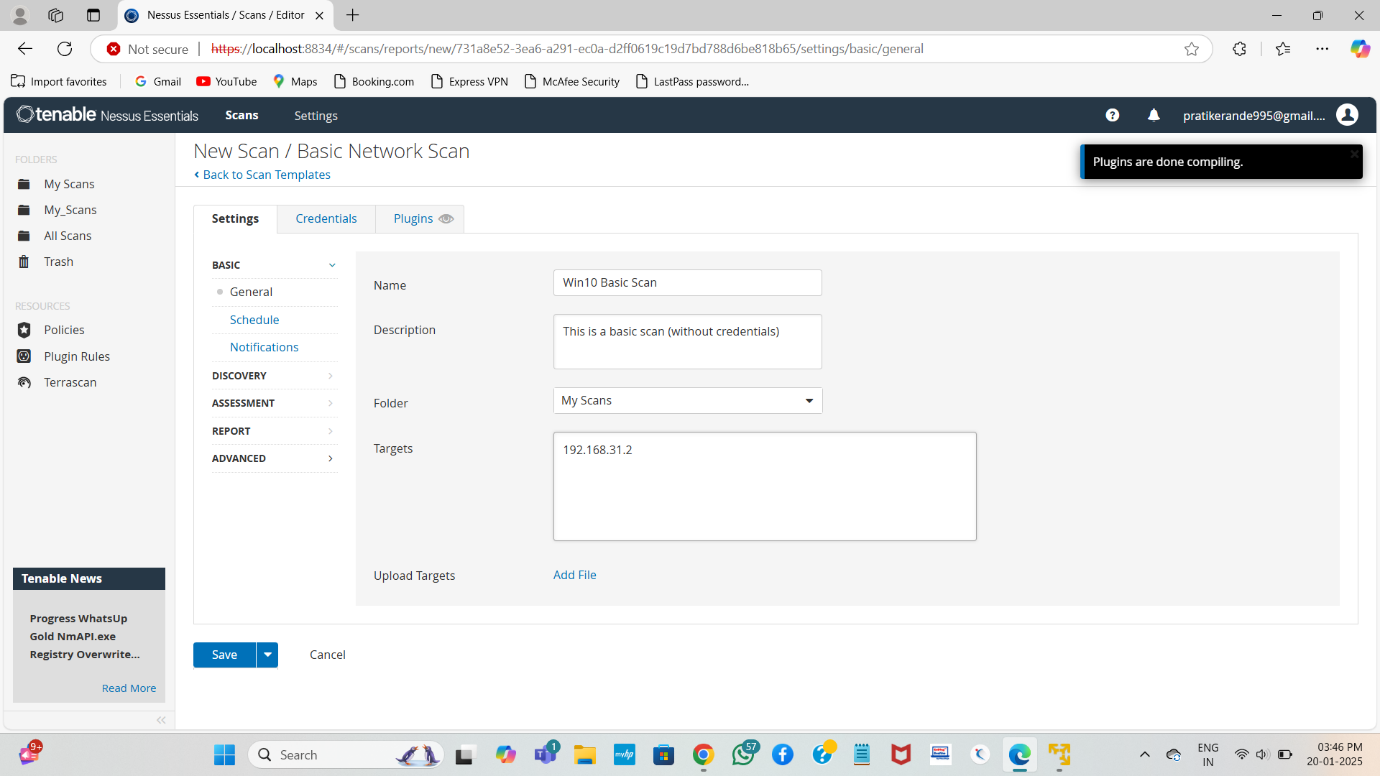 Nessus Essentials / Scans / Editor
Not secure
https://localhost:8834/#/scans/reports/new/731a8e52-3ea6-a291-ec0a-d2ff0619c19d7bd788d6be818b65/settings/basic/general
Import favorites
Gmail
YouTube
Maps
Booking.com
Express VPN
McAfee Security
LastPass password...
tenable Nessus Essentials
Scans
Settings
pratikerande995@gmail....
FOLDERS
My Scans
My_Scans
All Scans
Trash
RESOURCES
Policies
Plugin Rules
Terrascan
Tenable News
Progress WhatsUp
Gold NmAPI.exe
Registry Overwrite...
Read More
New Scan / Basic Network Scan
Back to Scan Templates
Plugins are done compiling.
Settings
Credentials
Plugins
BASIC
General
Schedule
Notifications
DISCOVERY
ASSESSMENT
REPORT
ADVANCED
Name
Win10 Basic Scan
Description
This is a basic scan (without credentials)
Folder
My Scans
Targets
192.168.31.2
Upload Targets
Add File
Save
Cancel
9+
Search
1
myhp
57
ENG
IN
03:46 PM
20-01-2025